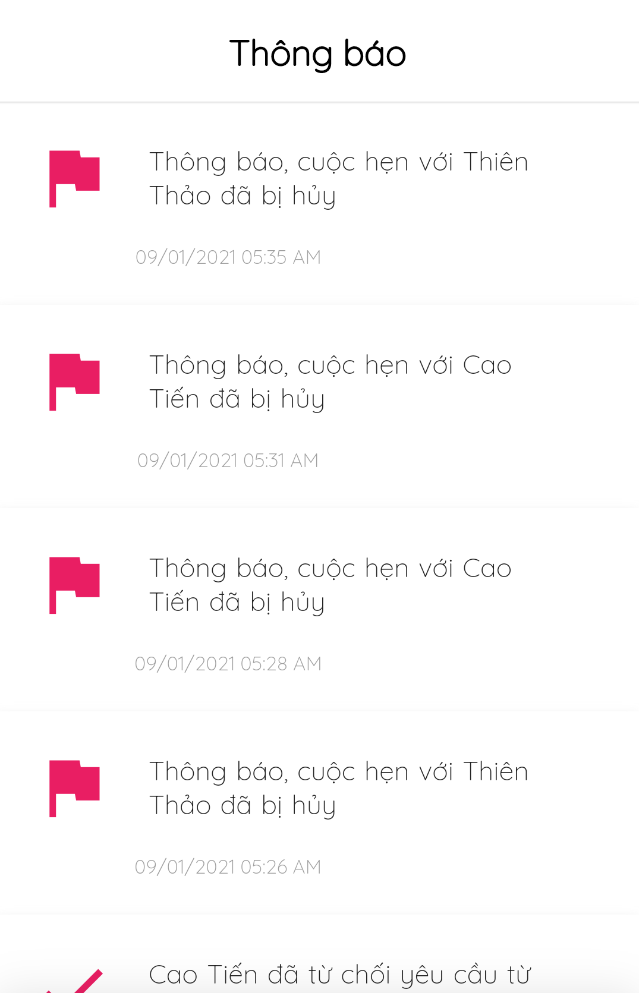 Thông báo
Thông báo, cuộc hẹn với Thiên
Thảo đã bị hủy
09/01/2021 05:35 AM
Thông báo, cuộc hẹn với Cao
Tiến đã bị hủy
09/01/2021 05:31 AM
Thông báo, cuộc hẹn với Cao
Tiến đã bị hủy
09/01/2021 05:28 AM
Thông báo, cuộc hẹn với Thiên
Thảo đã bị hủy
09/01/2021 05:26 AM
Cao Tiến đã từ chối yêu cầu từ